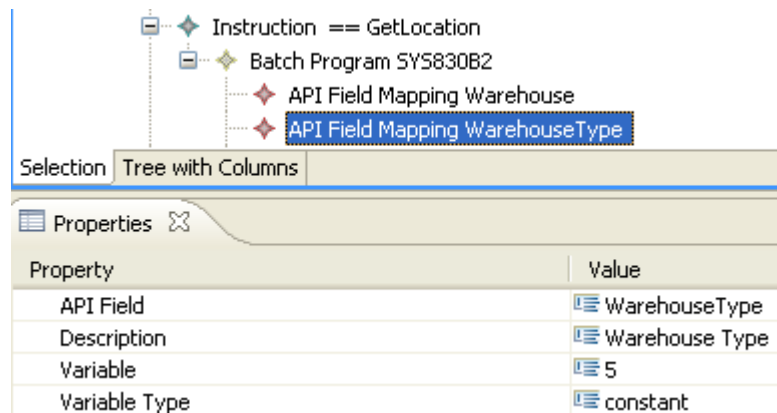 Instruction == GetLocation
Batch Program SYS830B2
API Field Mapping Warehouse
API Field Mapping WarehouseType
Selection Tree with Columns
Properties
Property Value
API Field WarehouseType
Description Warehouse Type
Variable 5
Variable Type constant